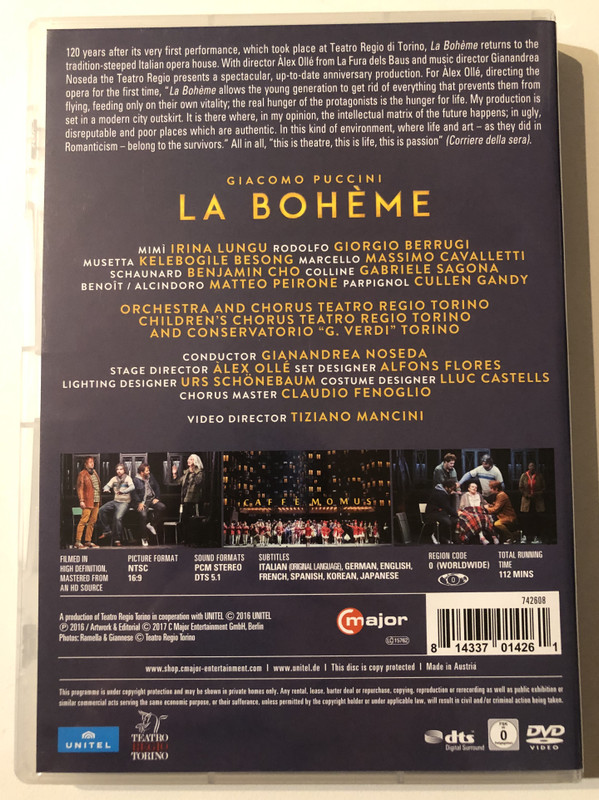 120 years after its very first performance, which took place at Teatro Regio di Torino, La Bohème returns to the
tradition-steeped Italian opera house. With director Àlex Ollé from La Fura dels Baus and music director Gianandrea
Noseda the Teatro Regio presents a spectacular, up-to-date anniversary production. For Àlex Ollé, directing the
opera for the first time, "La Bohème allows the young generation to get rid of everything that prevents them from
flying, feeding only on their own vitality; the real hunger of the protagonists is the hunger for life. My production is
set in a modern city outskirt. It is there where, in my opinion, the intellectual matrix of the future happens; in ugly,
disreputable and poor places which are authentic. In this kind of environment, where life and art – as they did in
Romanticism – belong to the survivors." All in all, "this is theatre, this is life, this is passion" (Corriere della sera).
GIACOMO PUCCINI
LA BOHÈME
MIMÌ IRINA LUNGU RODOLFO GIORGIO BERRUGI
MUSETTA KELEBOGILE BESONG MARCELLO MASSIMO CAVALLETTI
SCHAUNARD BENJAMIN CHO COLLINE GABRIELE SAGONA
BENOÎT / ALCINDORO MATTEO PEIRONE PARPIGNOL CULLEN GANDY
ORCHESTRA AND CHORUS TEATRO REGIO TORINO
CHILDREN'S CHORUS TEATRO REGIO TORINO
AND CONSERVATORIO "G. VERDI" TORINO
CONDUCTOR GIANANDREA NOSEDA
STAGE DIRECTOR ÀLEX OLLÉ SET DESIGNER ALFONS FLORES
LIGHTING DESIGNER URS SCHÖNEBAUM COSTUME DESIGNER LLUC CASTELLS
CHORUS MASTER CLAUDIO FENOGLIO
VIDEO DIRECTOR TIZIANO MANCINI
CAFFÈ MOMUS
FILMED IN
HIGH DEFINITION,
MASTERED FROM
AN HD SOURCE
PICTURE FORMAT
NTSC
16:9
SOUND FORMATS
PCM STEREO
DTS 5.1
SUBTITLES
ITALIAN (ORIGINAL LANGUAGE), GERMAN, ENGLISH,
FRENCH, SPANISH, KOREAN, JAPANESE
REGION CODE
0 (WORLDWIDE)
0
TOTAL RUNNING
TIME
112 MINS
A production of Teatro Regio Torino in cooperation with UNITEL © 2016 UNITEL
℗ 2016 / Artwork & Editorial © 2017 C Major Entertainment GmbH, Berlin
Photos: Ramella & Giannese © Teatro Regio Torino
C major
LC 15762
742608
8 14337 01426 1
www.shop.cmajor-entertainment.com | www.unitel.de | This disc is copy protected | Made in Austria
This programme is under copyright protection and may be shown in private homes only. Any rental, lease, harter deal or repurchase, copying, reproduction or rerecording as well as public exhibition or
similar commercial acts serving the same economic purpose, or their sufferance, unless permitted by the copyright holder or under applicable law, will result in civil and/or criminal action being taken.
UNITEL
TEATRO
REGIO
TORINO
dts
Digital Surround
0
DVD
VIDEO